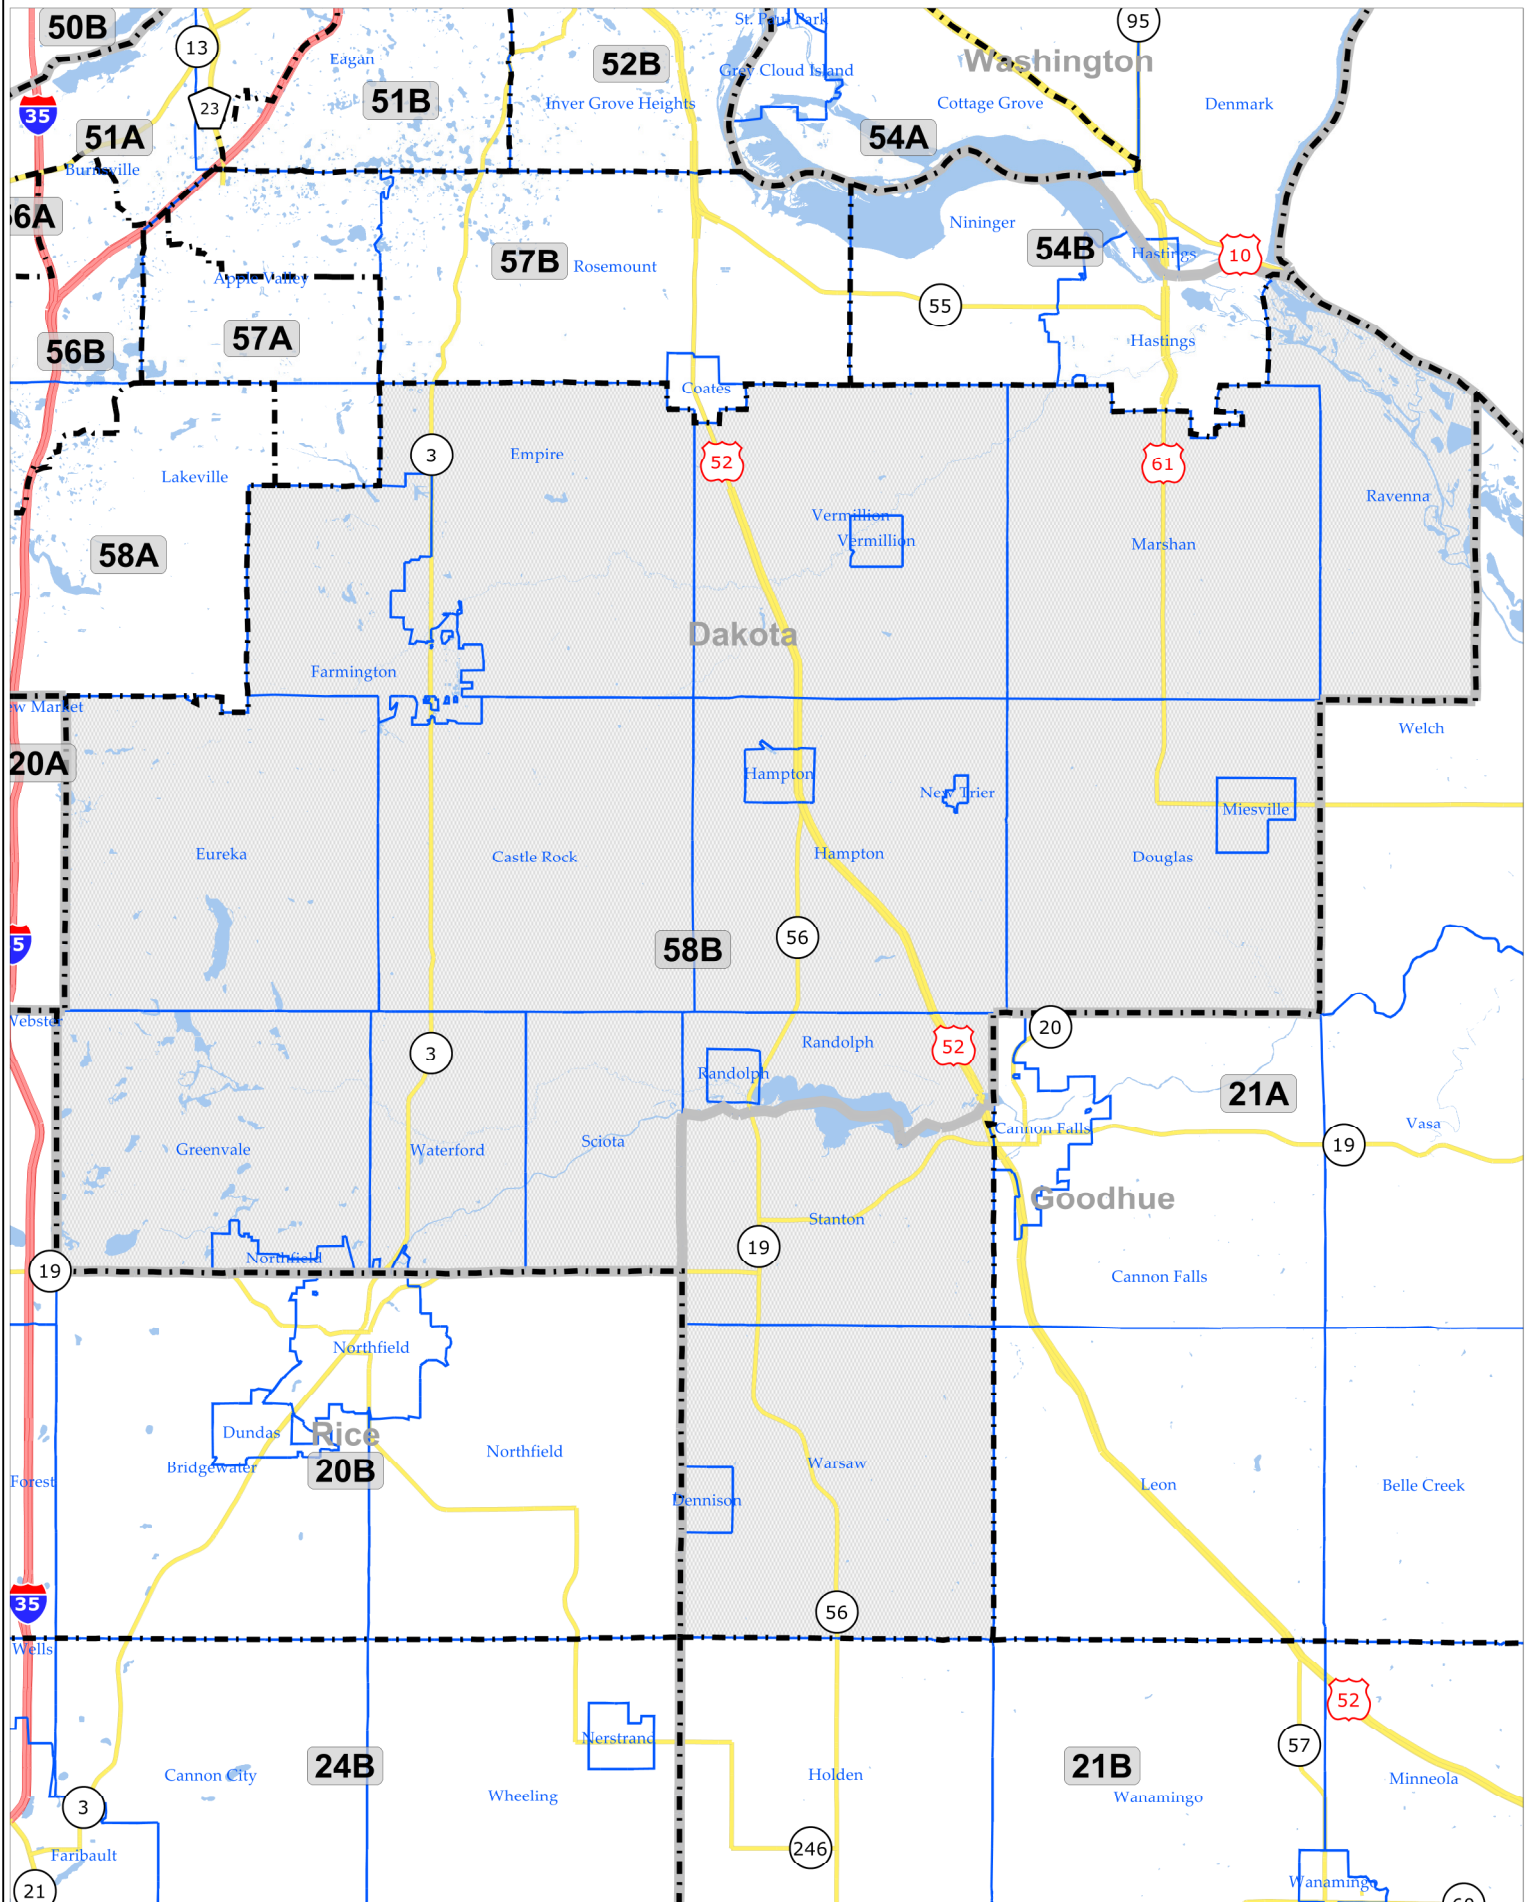 50B
St. Paul Park
13
95
Eagan
52B
Washington
Grey Cloud Island
51B
Inver Grove Heights
Cottage Grove
Denmark
23
35
51A
54A
Burnsville
6A
Nininger
54B
Hastings
10
57B
Rosemount
Apple Valley
55
57A
56B
Hastings
Coates
3
Empire
52
61
Lakeville
Ravenna
Vermillion
Vermillion
Marshan
58A
Dakota
Farmington
ew Market
Welch
20A
Hampton
New Trier
Miesville
Eureka
Castle Rock
Hampton
Douglas
5
56
58B
Webster
20
Randolph
3
52
Randolph
21A
Cannon Falls
Vasa
19
Greenvale
Waterford
Sciota
Goodhue
Stanton
19
Northfield
19
Cannon Falls
Northfield
Dundas
Rice
Northfield
Bridgewater
20B
Warsaw
Forest
Leon
Belle Creek
Dennison
35
56
Wells
52
Nerstrand
57
24B
21B
Cannon City
Holden
Minneola
Wheeling
Wanamingo
3
246
Faribault
Wanamingo
21
60